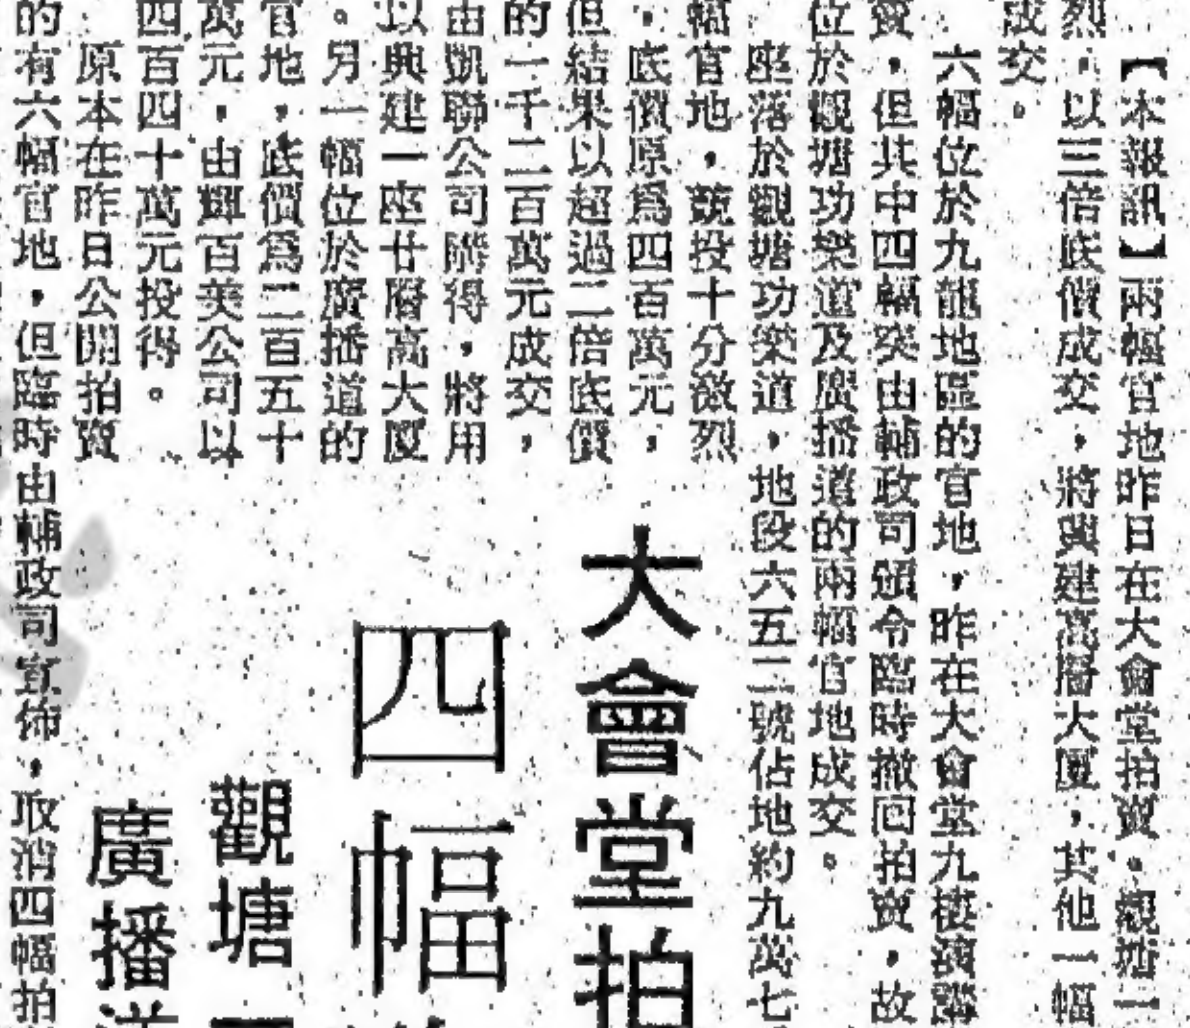 【本報訊】兩幅官地昨日在大會堂拍賣。觀塘一
烈，以三倍底價成交，將興建高層大廈，其他一幅
成交。
六幅位於九龍地區的官地，昨在大會堂九樓演講
賣，但其中四幅突由輔政司頒令臨時撤回拍賣，故
位於觀塘功樂道及廣播道的兩幅官地成交。
座落於觀塘功樂道，地段六五二號佔地約九萬七
幅官地，競投十分激烈
，底價原爲四百萬元，
但結果以超過二倍底價
的一千二百萬元成交，
由凱聯公司購得，將用
以興建一座廿層高大廈
。另一幅位於廣播道的
官地，底價爲二百五十
萬元，由輝百美公司以
四百四十萬元投得。
原本在昨日公開拍賣
的有六幅官地，但臨時由輔政司宣佈，取消四幅拍
大會堂拍
四幅
觀塘
廣播道